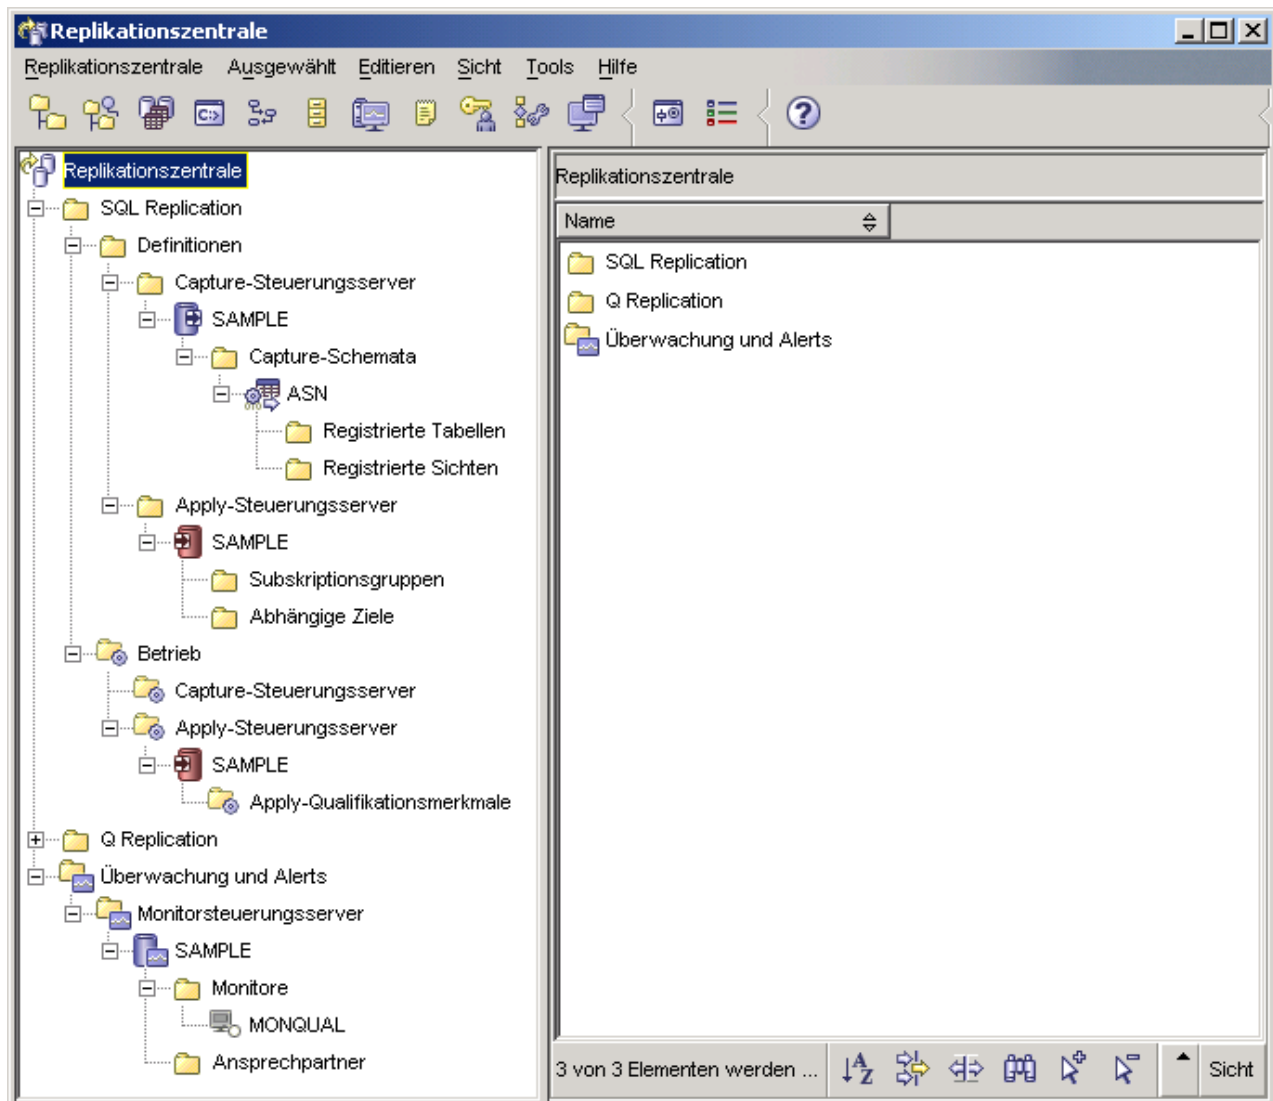 Replikationszentrale
Replikationszentrale Ausgewählt Editieren Sicht Tools Hilfe
C:>
Replikationszentrale
SQL Replication
Definitionen
Capture-Steuerungsserver
SAMPLE
Capture-Schemata
ASN
Registrierte Tabellen
Registrierte Sichten
Apply-Steuerungsserver
SAMPLE
Subskriptionsgruppen
Abhängige Ziele
Betrieb
Capture-Steuerungsserver
Apply-Steuerungsserver
SAMPLE
Apply-Qualifikationsmerkmale
Q Replication
Überwachung und Alerts
Monitorsteuerungsserver
SAMPLE
Monitore
MONQUAL
Ansprechpartner
Replikationszentrale
Name
SQL Replication
Q Replication
Überwachung und Alerts
3 von 3 Elementen werden ...
A
Z
Sicht